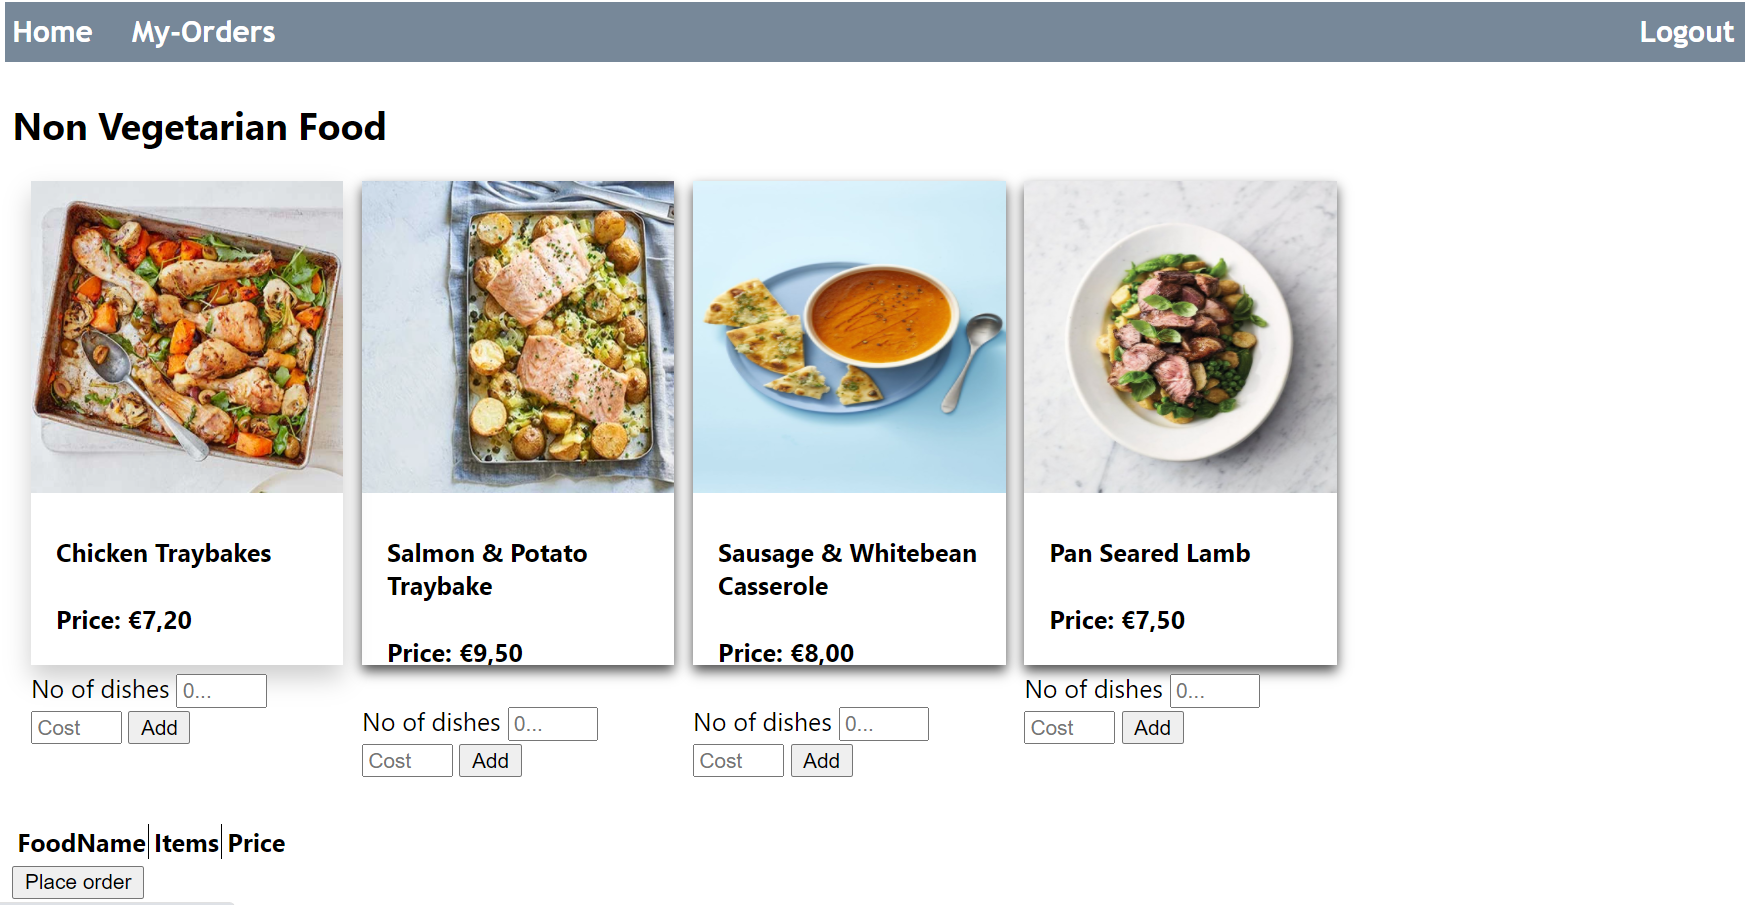 Home My-Orders Logout
Non Vegetarian Food
Chicken Traybakes
Price: €7,20
No of dishes 0...
Cost Add
Salmon & Potato
Traybake
Price: €9,50
No of dishes 0...
Cost Add
Sausage & Whitebean
Casserole
Price: €8,00
No of dishes 0...
Cost Add
Pan Seared Lamb
Price: €7,50
No of dishes 0...
Cost Add
FoodName Items Price
Place order